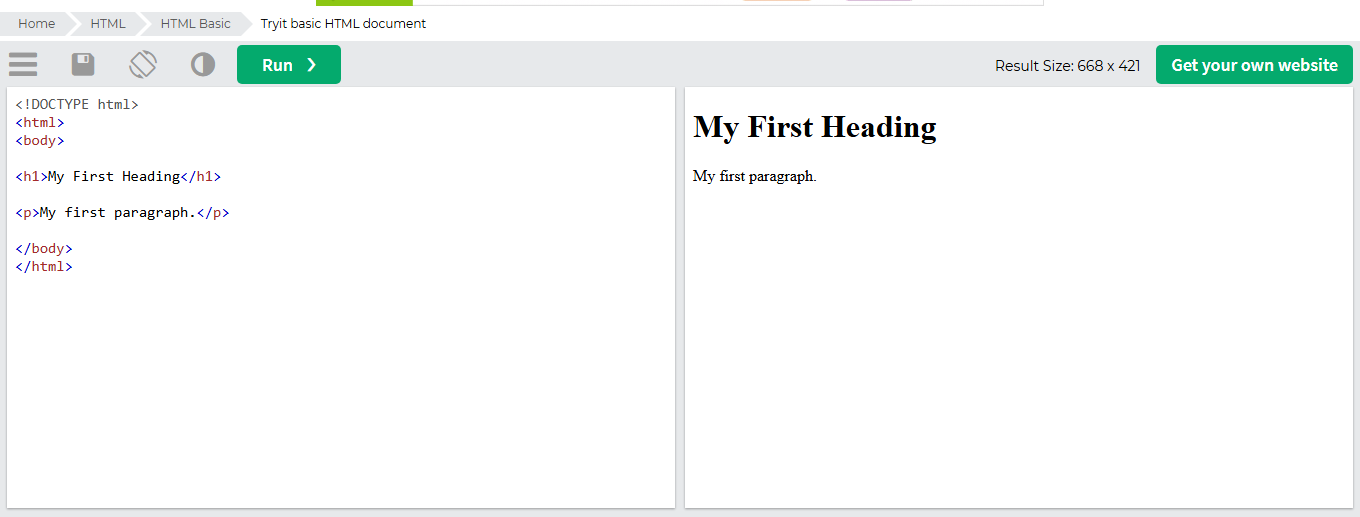 Home HTML HTML Basic Tryit basic HTML document
Run ❯ Result Size: 668 x 421 Get your own website
<!DOCTYPE html>
<html>
<body>
<h1>My First Heading</h1>
<p>My first paragraph.</p>
</body>
</html>
My First Heading
My first paragraph.